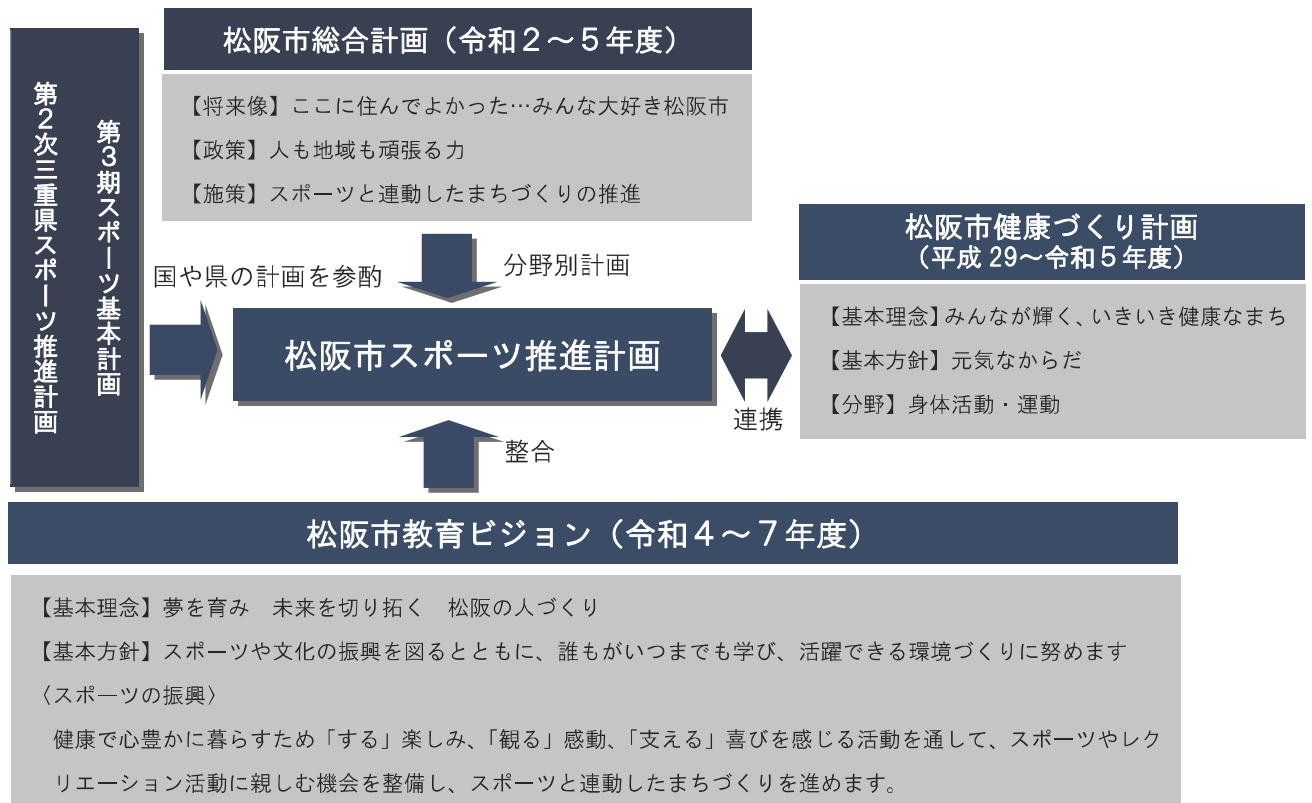 松阪市総合計画（令和２～５年度）
【将来像】ここに住んでよかった…みんな大好き松阪市
【政策】人も地域も頑張る力
【施策】スポーツと連動したまちづくりの推進
第３期スポーツ基本計画
第２次三重県スポーツ推進計画
国や県の計画を参酌
分野別計画
松阪市スポーツ推進計画
連携
松阪市健康づくり計画
（平成 29～令和５年度）
【基本理念】みんなが輝く、いきいき健康なまち
【基本方針】元気なからだ
【分野】身体活動・運動
整合
松阪市教育ビジョン（令和４～７年度）
【基本理念】夢を育み　未来を切り拓く　松阪の人づくり
【基本方針】スポーツや文化の振興を図るとともに、誰もがいつまでも学び、活躍できる環境づくりに努めます
〈スポーツの振興〉
健康で心豊かに暮らすため「する」楽しみ、「観る」感動、「支える」喜びを感じる活動を通して、スポーツやレク
リエーション活動に親しむ機会を整備し、スポーツと連動したまちづくりを進めます。